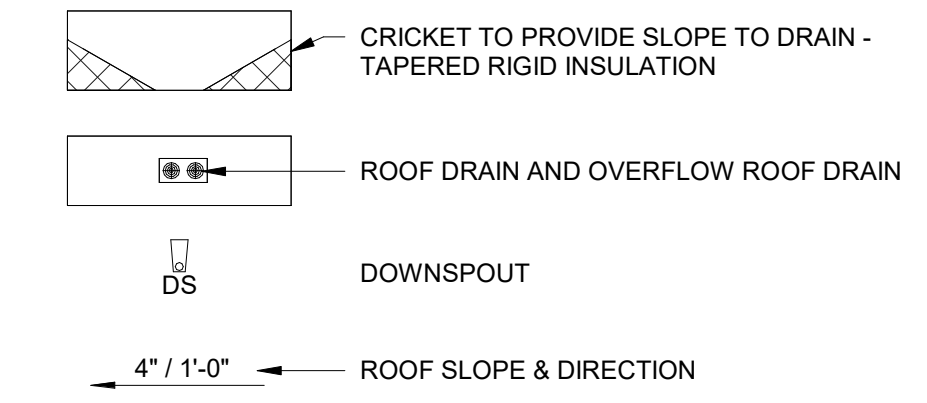 CRICKET TO PROVIDE SLOPE TO DRAIN -
TAPERED RIGID INSULATION
ROOF DRAIN AND OVERFLOW ROOF DRAIN
DS
DOWNSPOUT
4" / 1'-0"
ROOF SLOPE & DIRECTION